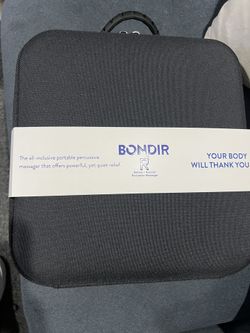 BONDIR
The all-inclusive portable percussive
massager that offers powerful, yet quiet relief.
R
YOUR BODY
WILL THANK YOU